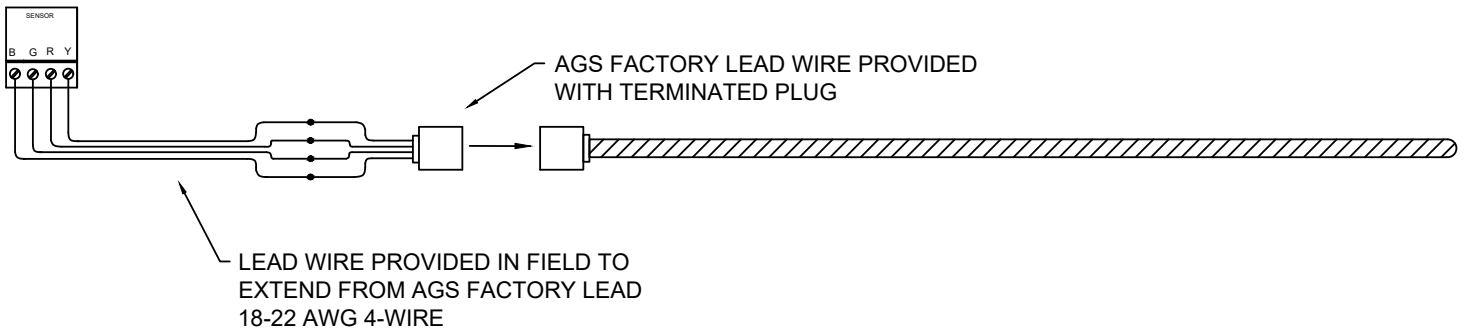 SENSOR
B G R Y
AGS FACTORY LEAD WIRE PROVIDED
WITH TERMINATED PLUG
LEAD WIRE PROVIDED IN FIELD TO
EXTEND FROM AGS FACTORY LEAD
18-22 AWG 4-WIRE